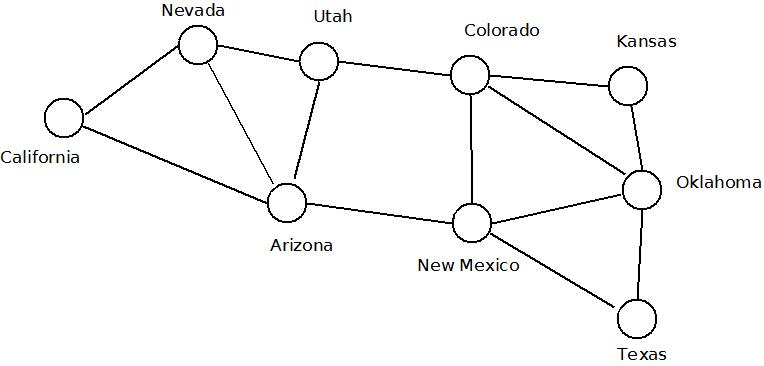 Nevada
Utah
Colorado
Kansas
California
Oklahoma
Arizona
New Mexico
Texas